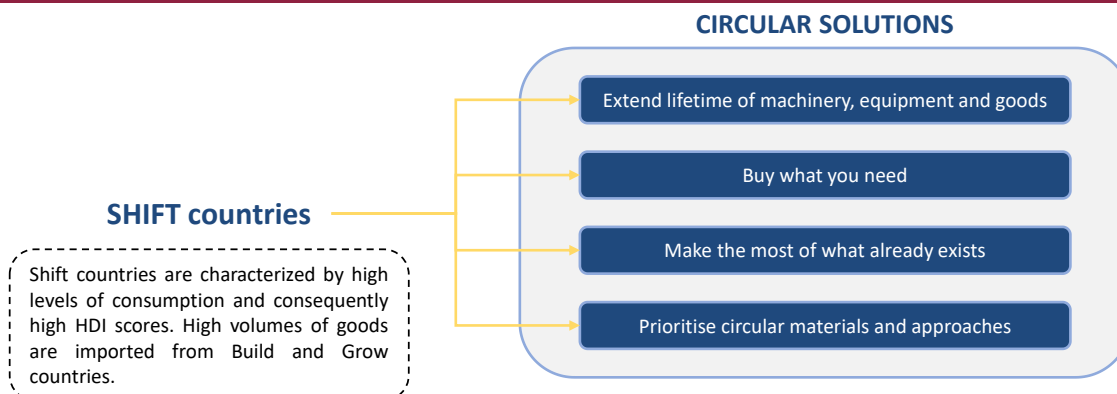 CIRCULAR SOLUTIONS
Extend lifetime of machinery, equipment and goods
Buy what you need
SHIFT countries
Make the most of what already exists
Shift countries are characterized by high
levels of consumption and consequently
high HDI scores. High volumes of goods
are imported from Build and Grow
countries.
Prioritise circular materials and approaches